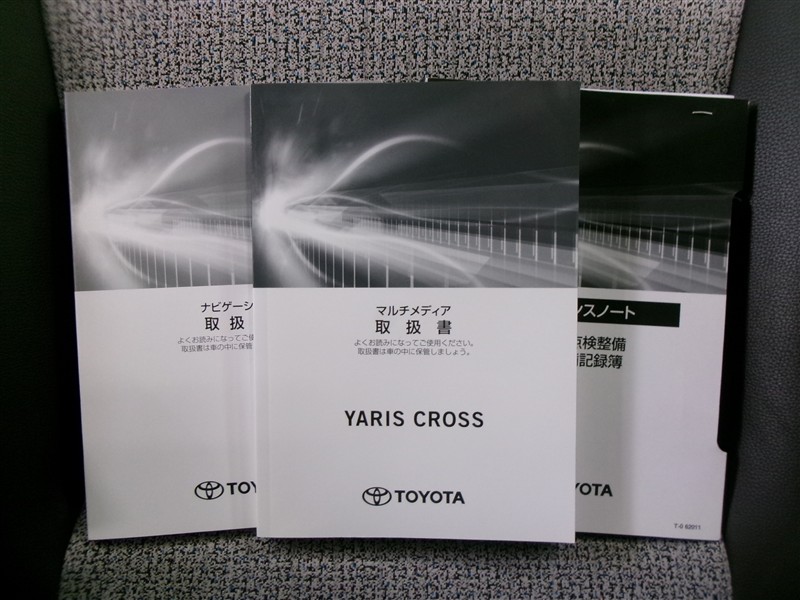 ナビゲーシ
取扱
よくお読みになってご使
取扱書は車の中に保管
TOY
マルチメディア
取扱書
よくお読みになってご使用ください。
取扱書は車の中に保管しましょう。
YARIS CROSS
TOYOTA
ンスノート
点検整備
記録簿
OTA